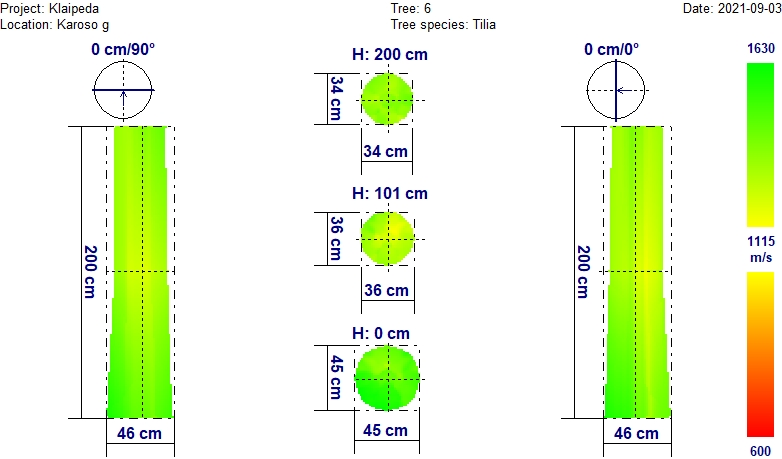 Project: Klaipeda
Tree: 6
Date: 2021-09-03
Location: Karoso g
Tree species: Tilia
0 cm/90°
H: 200 cm
0 cm/0°
1630
34 cm
34 cm
H: 101 cm
36 cm
36 cm
200 cm
200 cm
1115
m/s
H: 0 cm
45 cm
45 cm
46 cm
46 cm
600